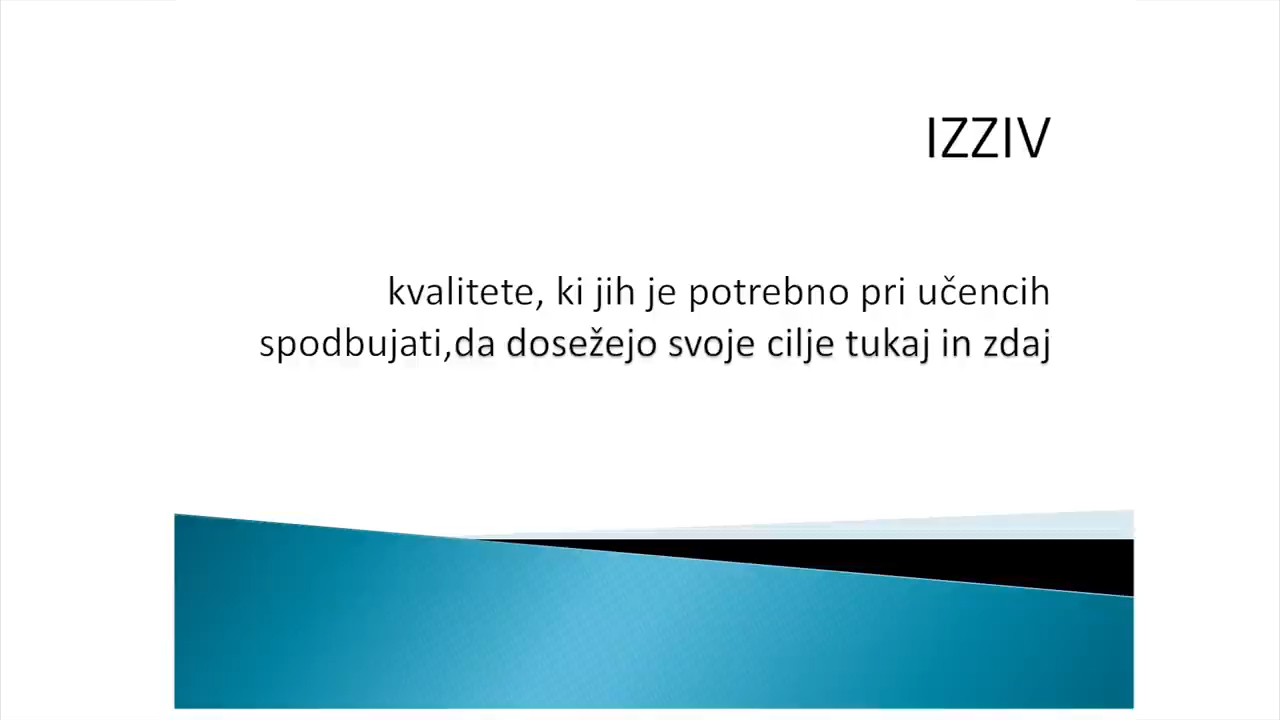 IZZIV
kvalitete, ki jih je potrebno pri učencih
spodbujati,da dosežejo svoje cilje tukaj in zdaj